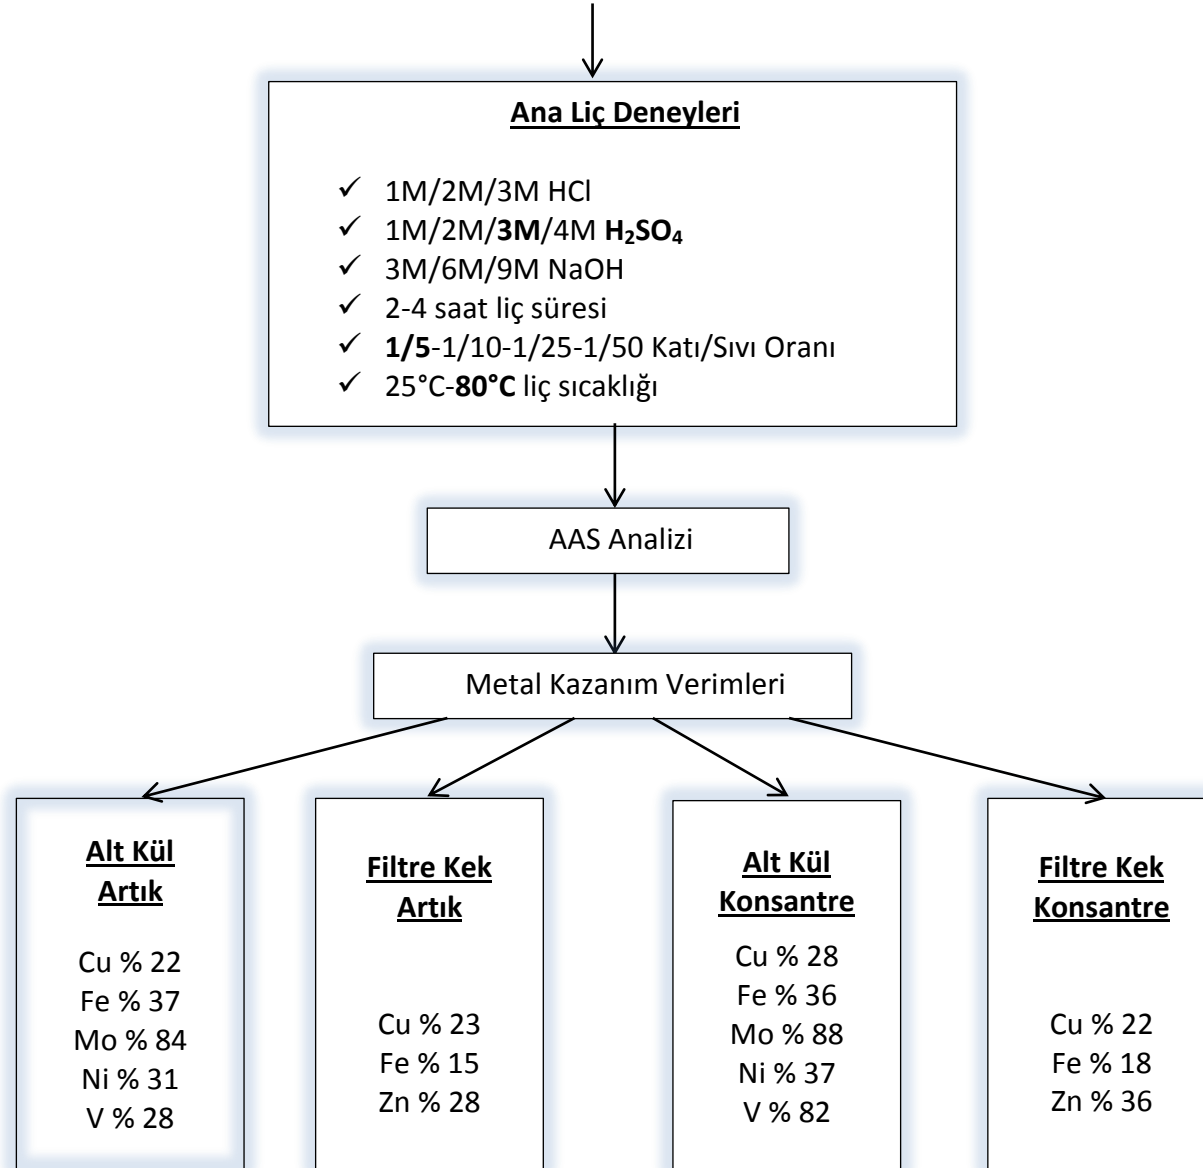 Ana Liç Deneyleri
✓ 1M/2M/3M HCl
✓ 1M/2M/3M/4M H₂SO₄
✓ 3M/6M/9M NaOH
✓ 2-4 saat liç süresi
✓ 1/5-1/10-1/25-1/50 Katı/Sıvı Oranı
✓ 25°C-80°C liç sıcaklığı
AAS Analizi
Metal Kazanım Verimleri
Alt Kül
Artık
Cu % 22
Fe % 37
Mo % 84
Ni % 31
V % 28
Filtre Kek
Artık
Cu % 23
Fe % 15
Zn % 28
Alt Kül
Konsantre
Cu % 28
Fe % 36
Mo % 88
Ni % 37
V % 82
Filtre Kek
Konsantre
Cu % 22
Fe % 18
Zn % 36